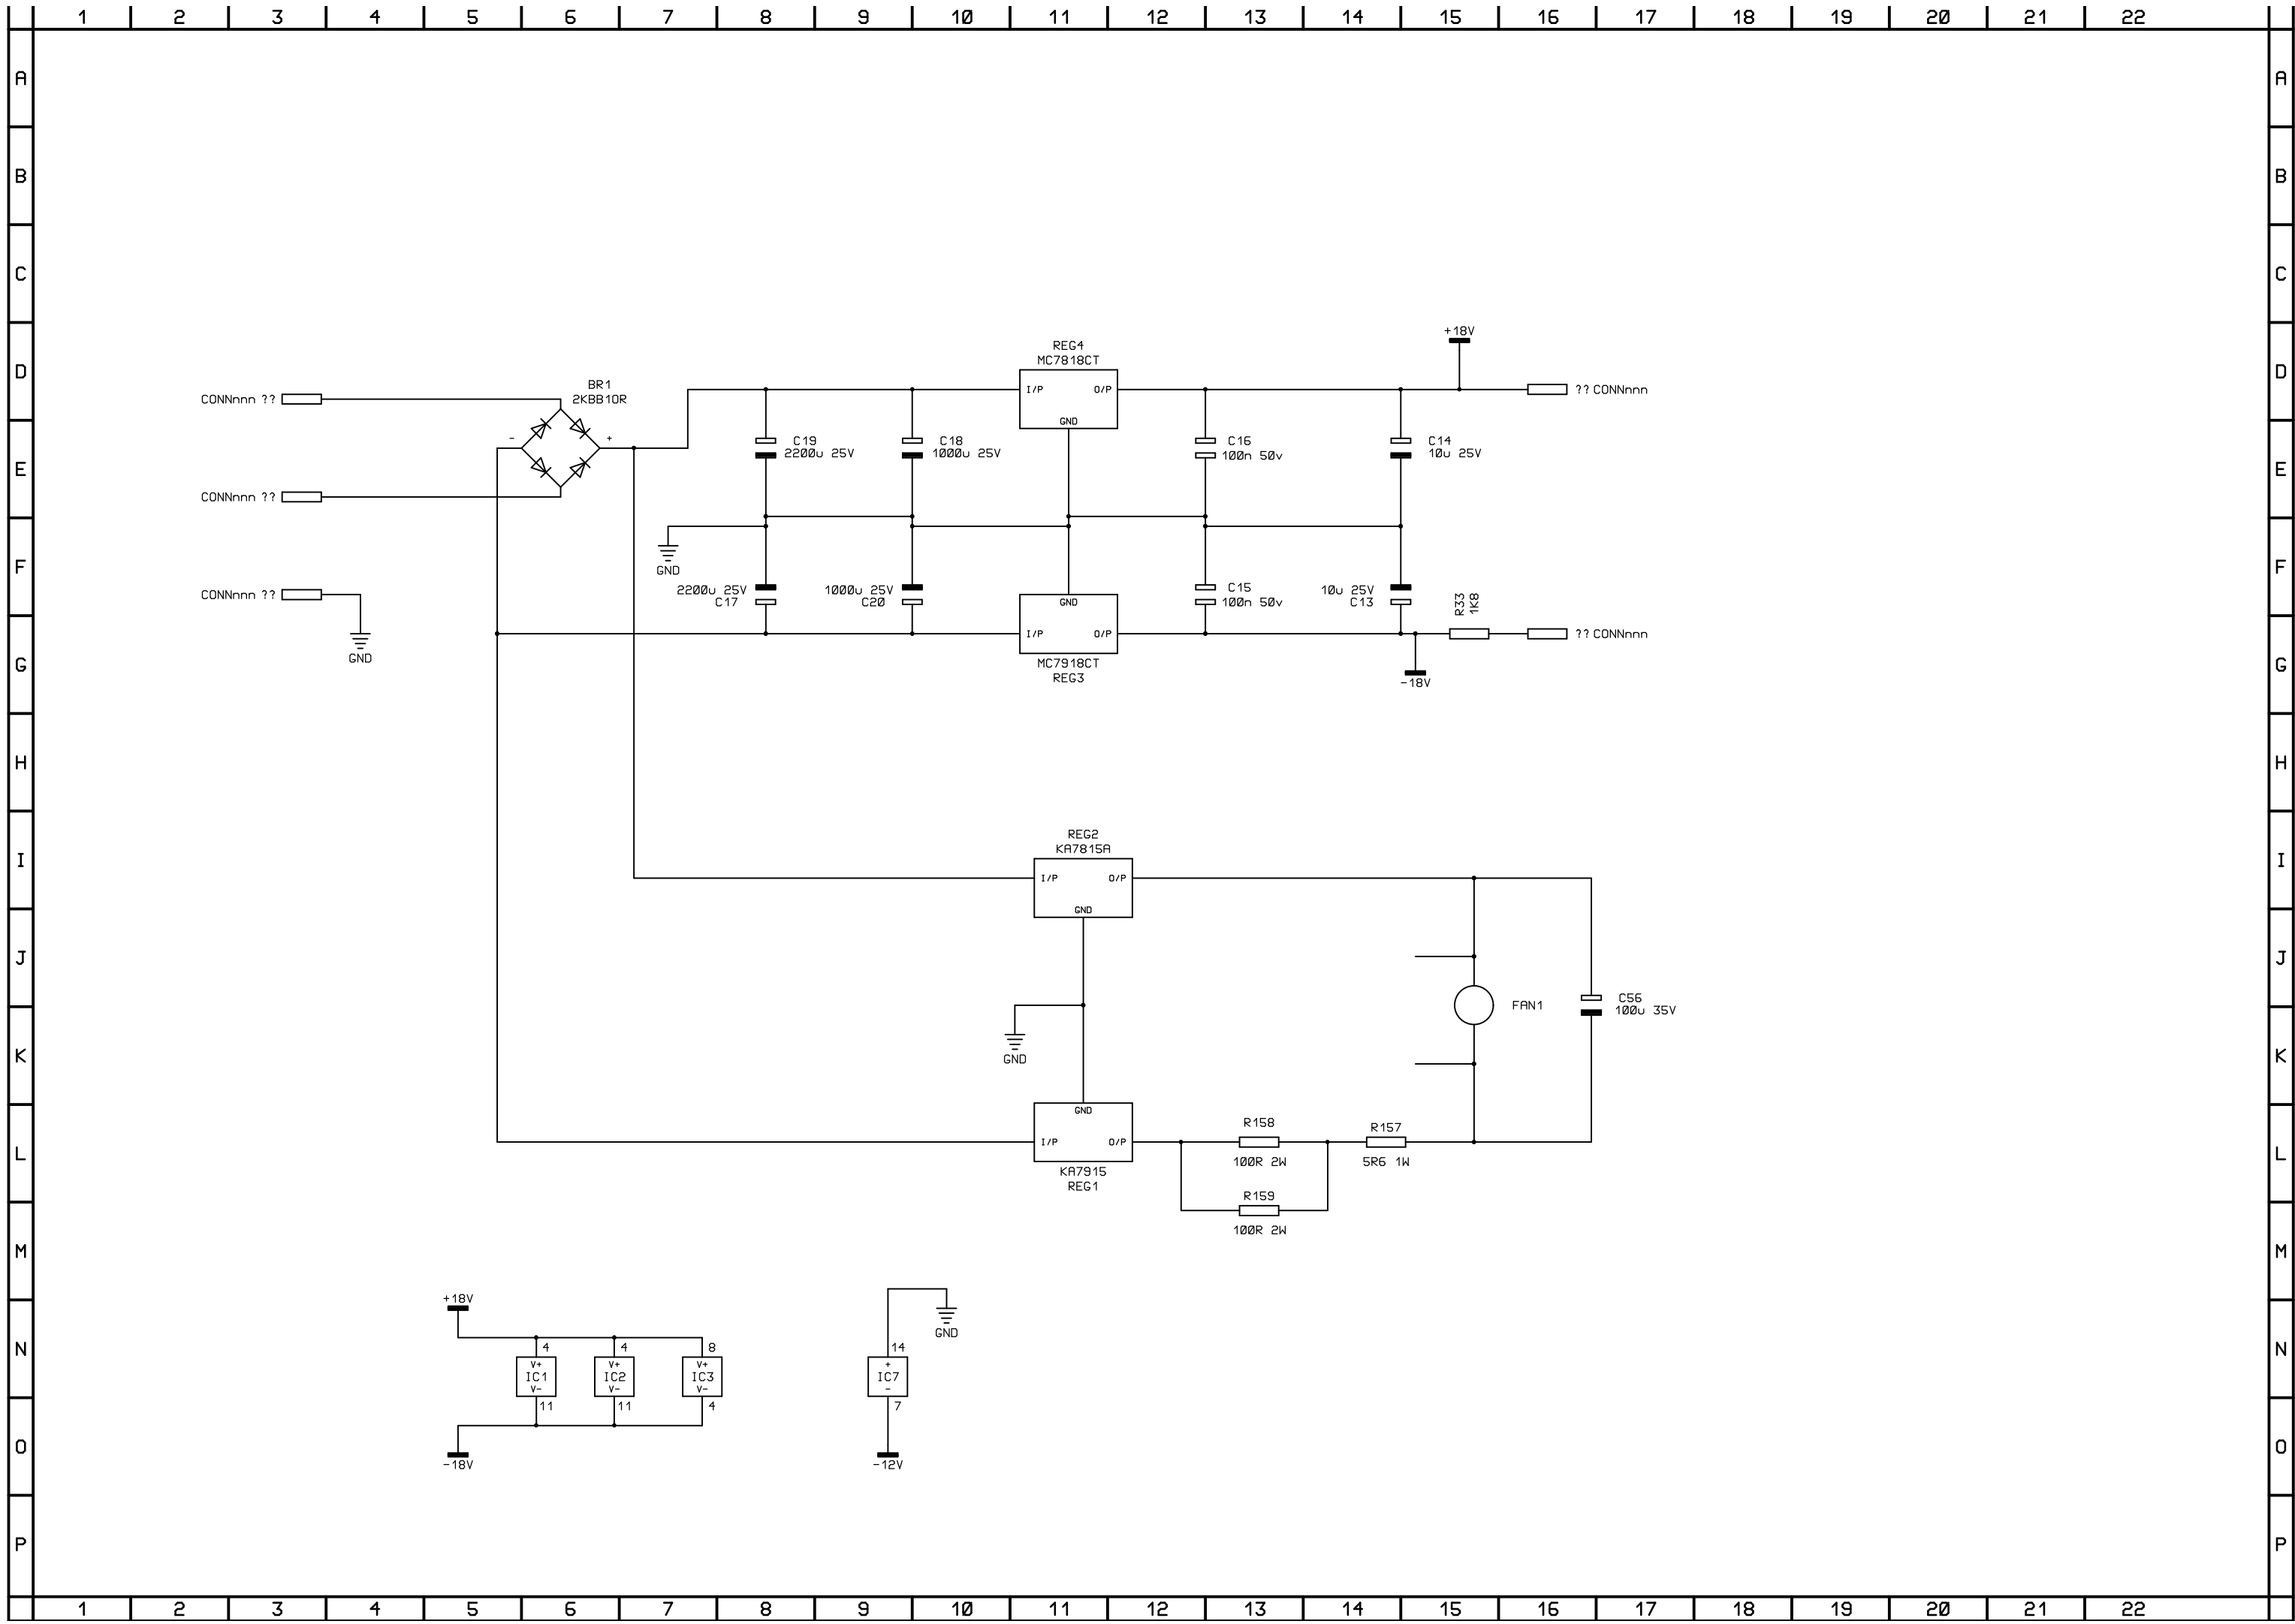 1 2 3 4 5 6 7 8 9 10 11 12 13 14 15 16 17 18 19 20 21 22
A A
B B
C C
+18V
REG4
MC7818CT
D D
BR1
2KBB10R
CONNnnn ??
I/P O/P
?? CONNnnn
GND
- +
C19
2200u 25V
C18
1000u 25V
C16
100n 50v
C14
10u 25V
E E
CONNnnn ??
GND
F F
2200u 25V
C17
1000u 25V
C20
C15
100n 50v
10u 25V
C13
R33
1K8
CONNnnn ??
GND
I/P O/P
?? CONNnnn
GND
MC7918CT
REG3
G G
-18V
H H
REG2
KA7815A
I I
I/P O/P
GND
J J
C56
100u 35V
FAN1
GND
K K
GND
R158
R157
I/P O/P
L L
100R 2W
5R6 1W
KA7915
REG1
R159
100R 2W
M M
+18V
GND
N N
4 4 8 14
V+ V+ V+ +
IC1 IC2 IC3 IC7
V- V- V- -
11 11 4 7
O O
-18V -12V
P P
1 2 3 4 5 6 7 8 9 10 11 12 13 14 15 16 17 18 19 20 21 22